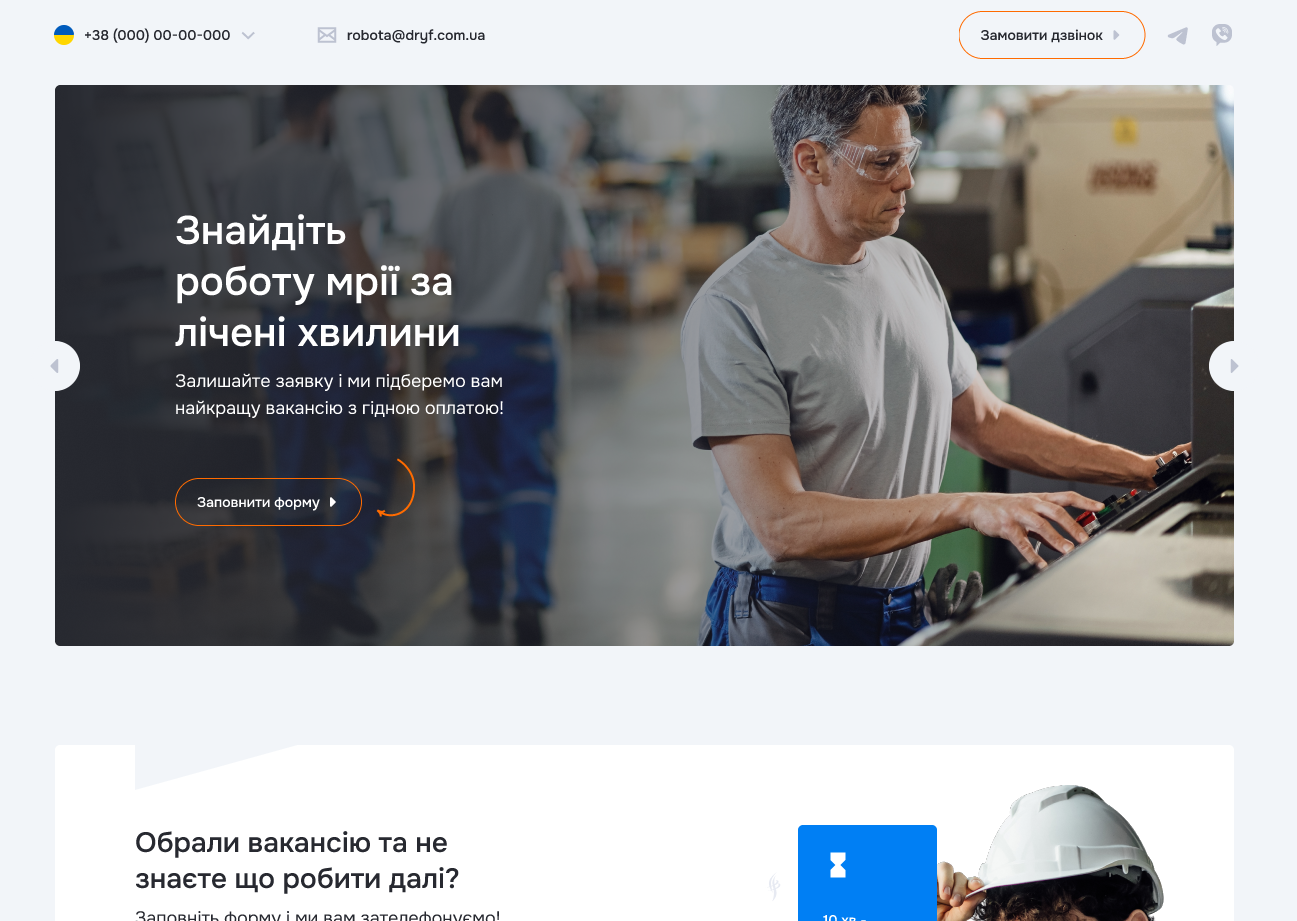 +38 (000) 00-00-000
robota@dryf.com.ua
Замовити дзвінок
Знайдіть
роботу мрії за
лічені хвилини
Залишайте заявку і ми підберемо вам
найкращу вакансію з гідною оплатою!
Заповнити форму
Обрали вакансію та не
знаєте що робити далі?
Заповніть форму і ми вам зателефонуємо!
10 хв -